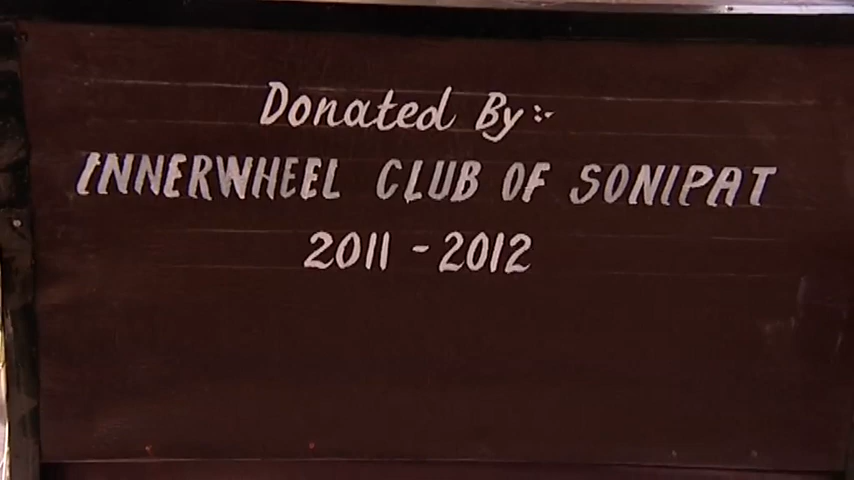 Donated By :-
INNERWHEEL CLUB OF SONIPAT
2011 - 2012